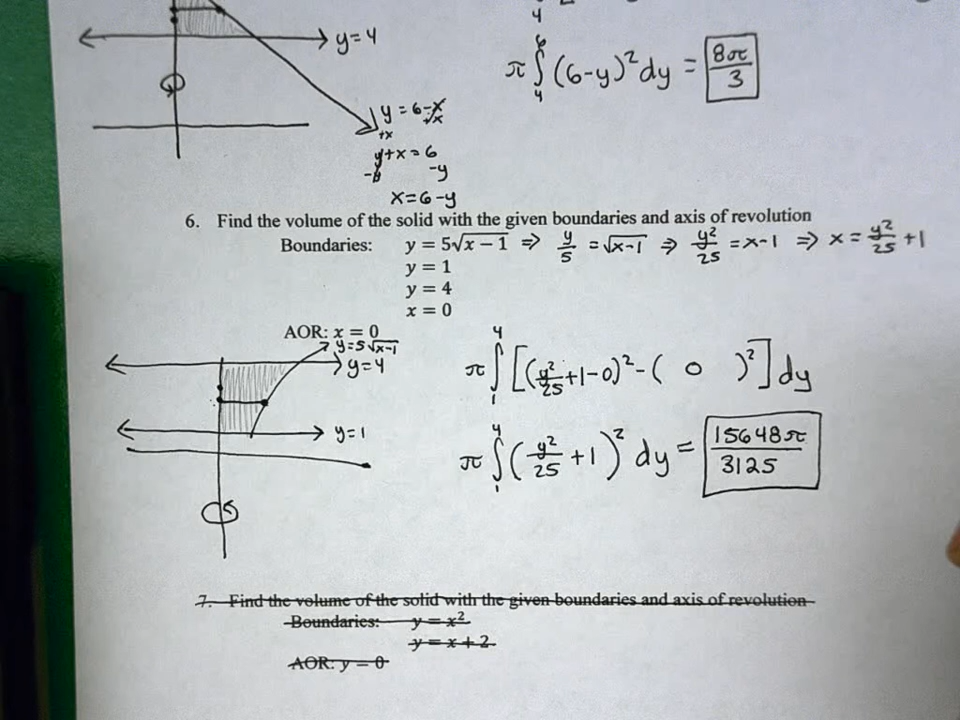 4
y=4
π ∫₄⁶ (6-y)² dy = 8π/3
y = 6-x
+x +x
y+x = 6
-y -y
x=6-y
6. Find the volume of the solid with the given boundaries and axis of revolution
Boundaries: y = 5√x − 1 ⇒ y/5 = √x-1 ⇒ y²/25 = x-1 ⇒ x = y²/25 + 1
y = 1
y = 4
x = 0
AOR: x = 0
y=5√x-1
y=4
π ∫₁⁴ [(y²/25+1-0)² - ( 0 )²] dy
y=1
π ∫₁⁴ (y²/25 + 1)² dy = 15648π/3125
7. Find the volume of the solid with the given boundaries and axis of revolution
Boundaries: y = x²
y = x + 2
AOR: y = 0